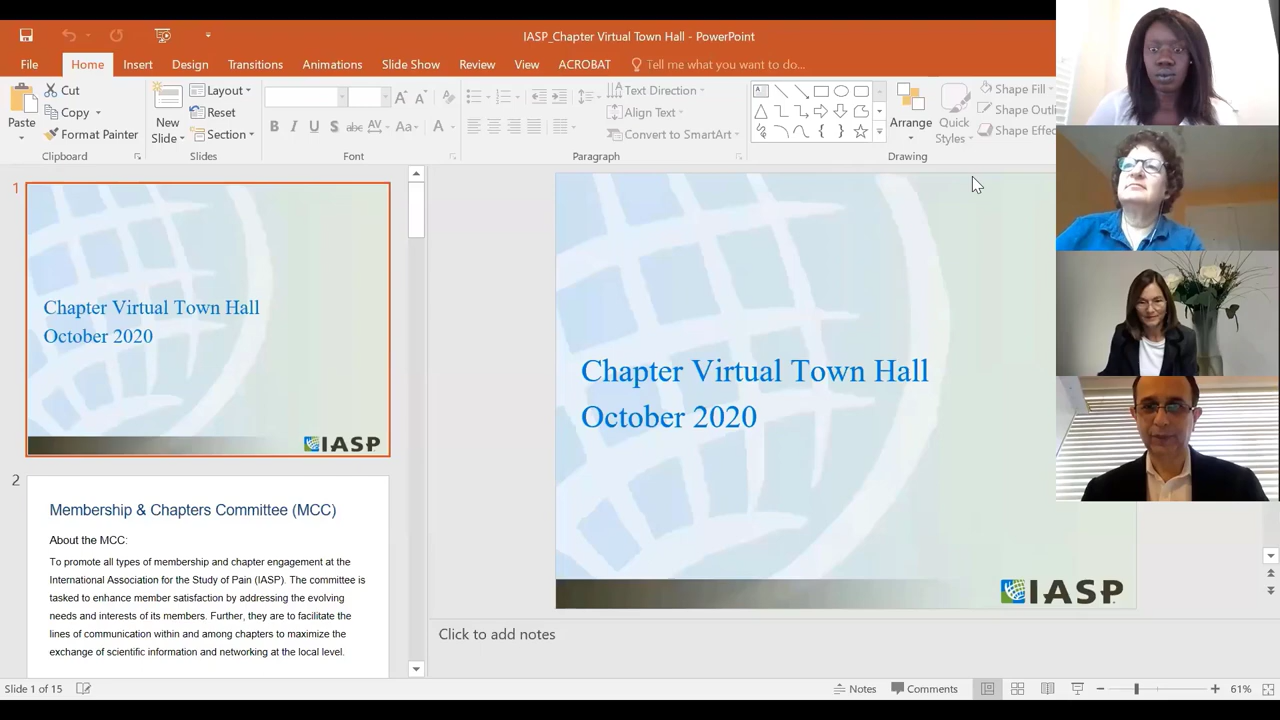 IASP_Chapter Virtual Town Hall - PowerPoint
File Home Insert Design Transitions Animations Slide Show Review View ACROBAT Tell me what you want to do...
Paste
Cut
Copy
Format Painter
Clipboard
New
Slide
Layout
Reset
Section
Slides
B I U S abc AV Aa A
Font
Text Direction
Align Text
Convert to SmartArt
Paragraph
Arrange
Quick
Styles
Shape Fill
Shape Outli
Shape Effec
Drawing
1
Chapter Virtual Town Hall
October 2020
IASP
2
Membership & Chapters Committee (MCC)
About the MCC:
To promote all types of membership and chapter engagement at the
International Association for the Study of Pain (IASP). The committee is
tasked to enhance member satisfaction by addressing the evolving
needs and interests of its members. Further, they are to facilitate the
lines of communication within and among chapters to maximize the
exchange of scientific information and networking at the local level.
Chapter Virtual Town Hall
October 2020
IASP
Click to add notes
Slide 1 of 15
Notes
Comments
61%